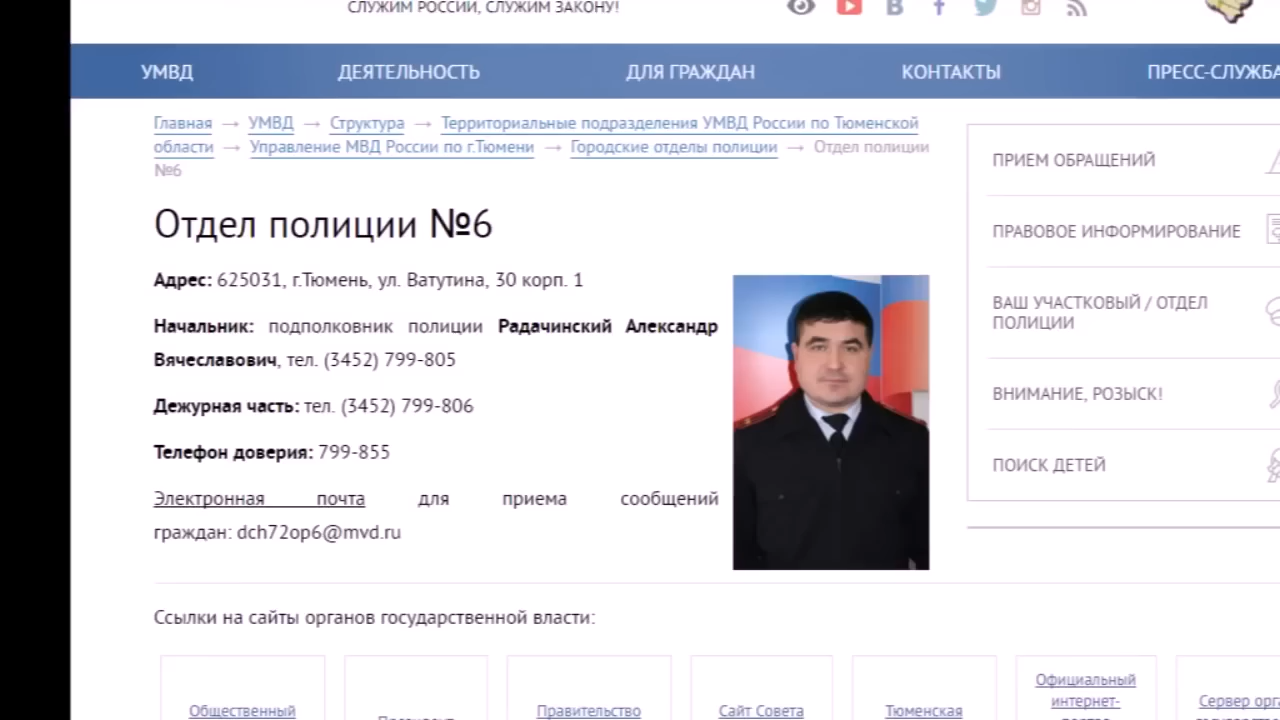 СЛУЖИМ РОССИИ, СЛУЖИМ ЗАКОНУ!
УМВД ДЕЯТЕЛЬНОСТЬ ДЛЯ ГРАЖДАН КОНТАКТЫ ПРЕСС-СЛУЖБА
Главная → УМВД → Структура → Территориальные подразделения УМВД России по Тюменской
области → Управление МВД России по г.Тюмени → Городские отделы полиции → Отдел полиции
№6
Отдел полиции №6
Адрес: 625031, г.Тюмень, ул. Ватутина, 30 корп. 1
Начальник: подполковник полиции Радачинский Александр
Вячеславович, тел. (3452) 799-805
Дежурная часть: тел. (3452) 799-806
Телефон доверия: 799-855
Электронная почта для приема сообщений
граждан: dch72op6@mvd.ru
ПРИЕМ ОБРАЩЕНИЙ
ПРАВОВОЕ ИНФОРМИРОВАНИЕ
ВАШ УЧАСТКОВЫЙ / ОТДЕЛ
ПОЛИЦИИ
ВНИМАНИЕ, РОЗЫСК!
ПОИСК ДЕТЕЙ
Ссылки на сайты органов государственной власти:
Общественный
Правительство
Сайт Совета
Тюменская
Официальный
интернет-
Сервер орг